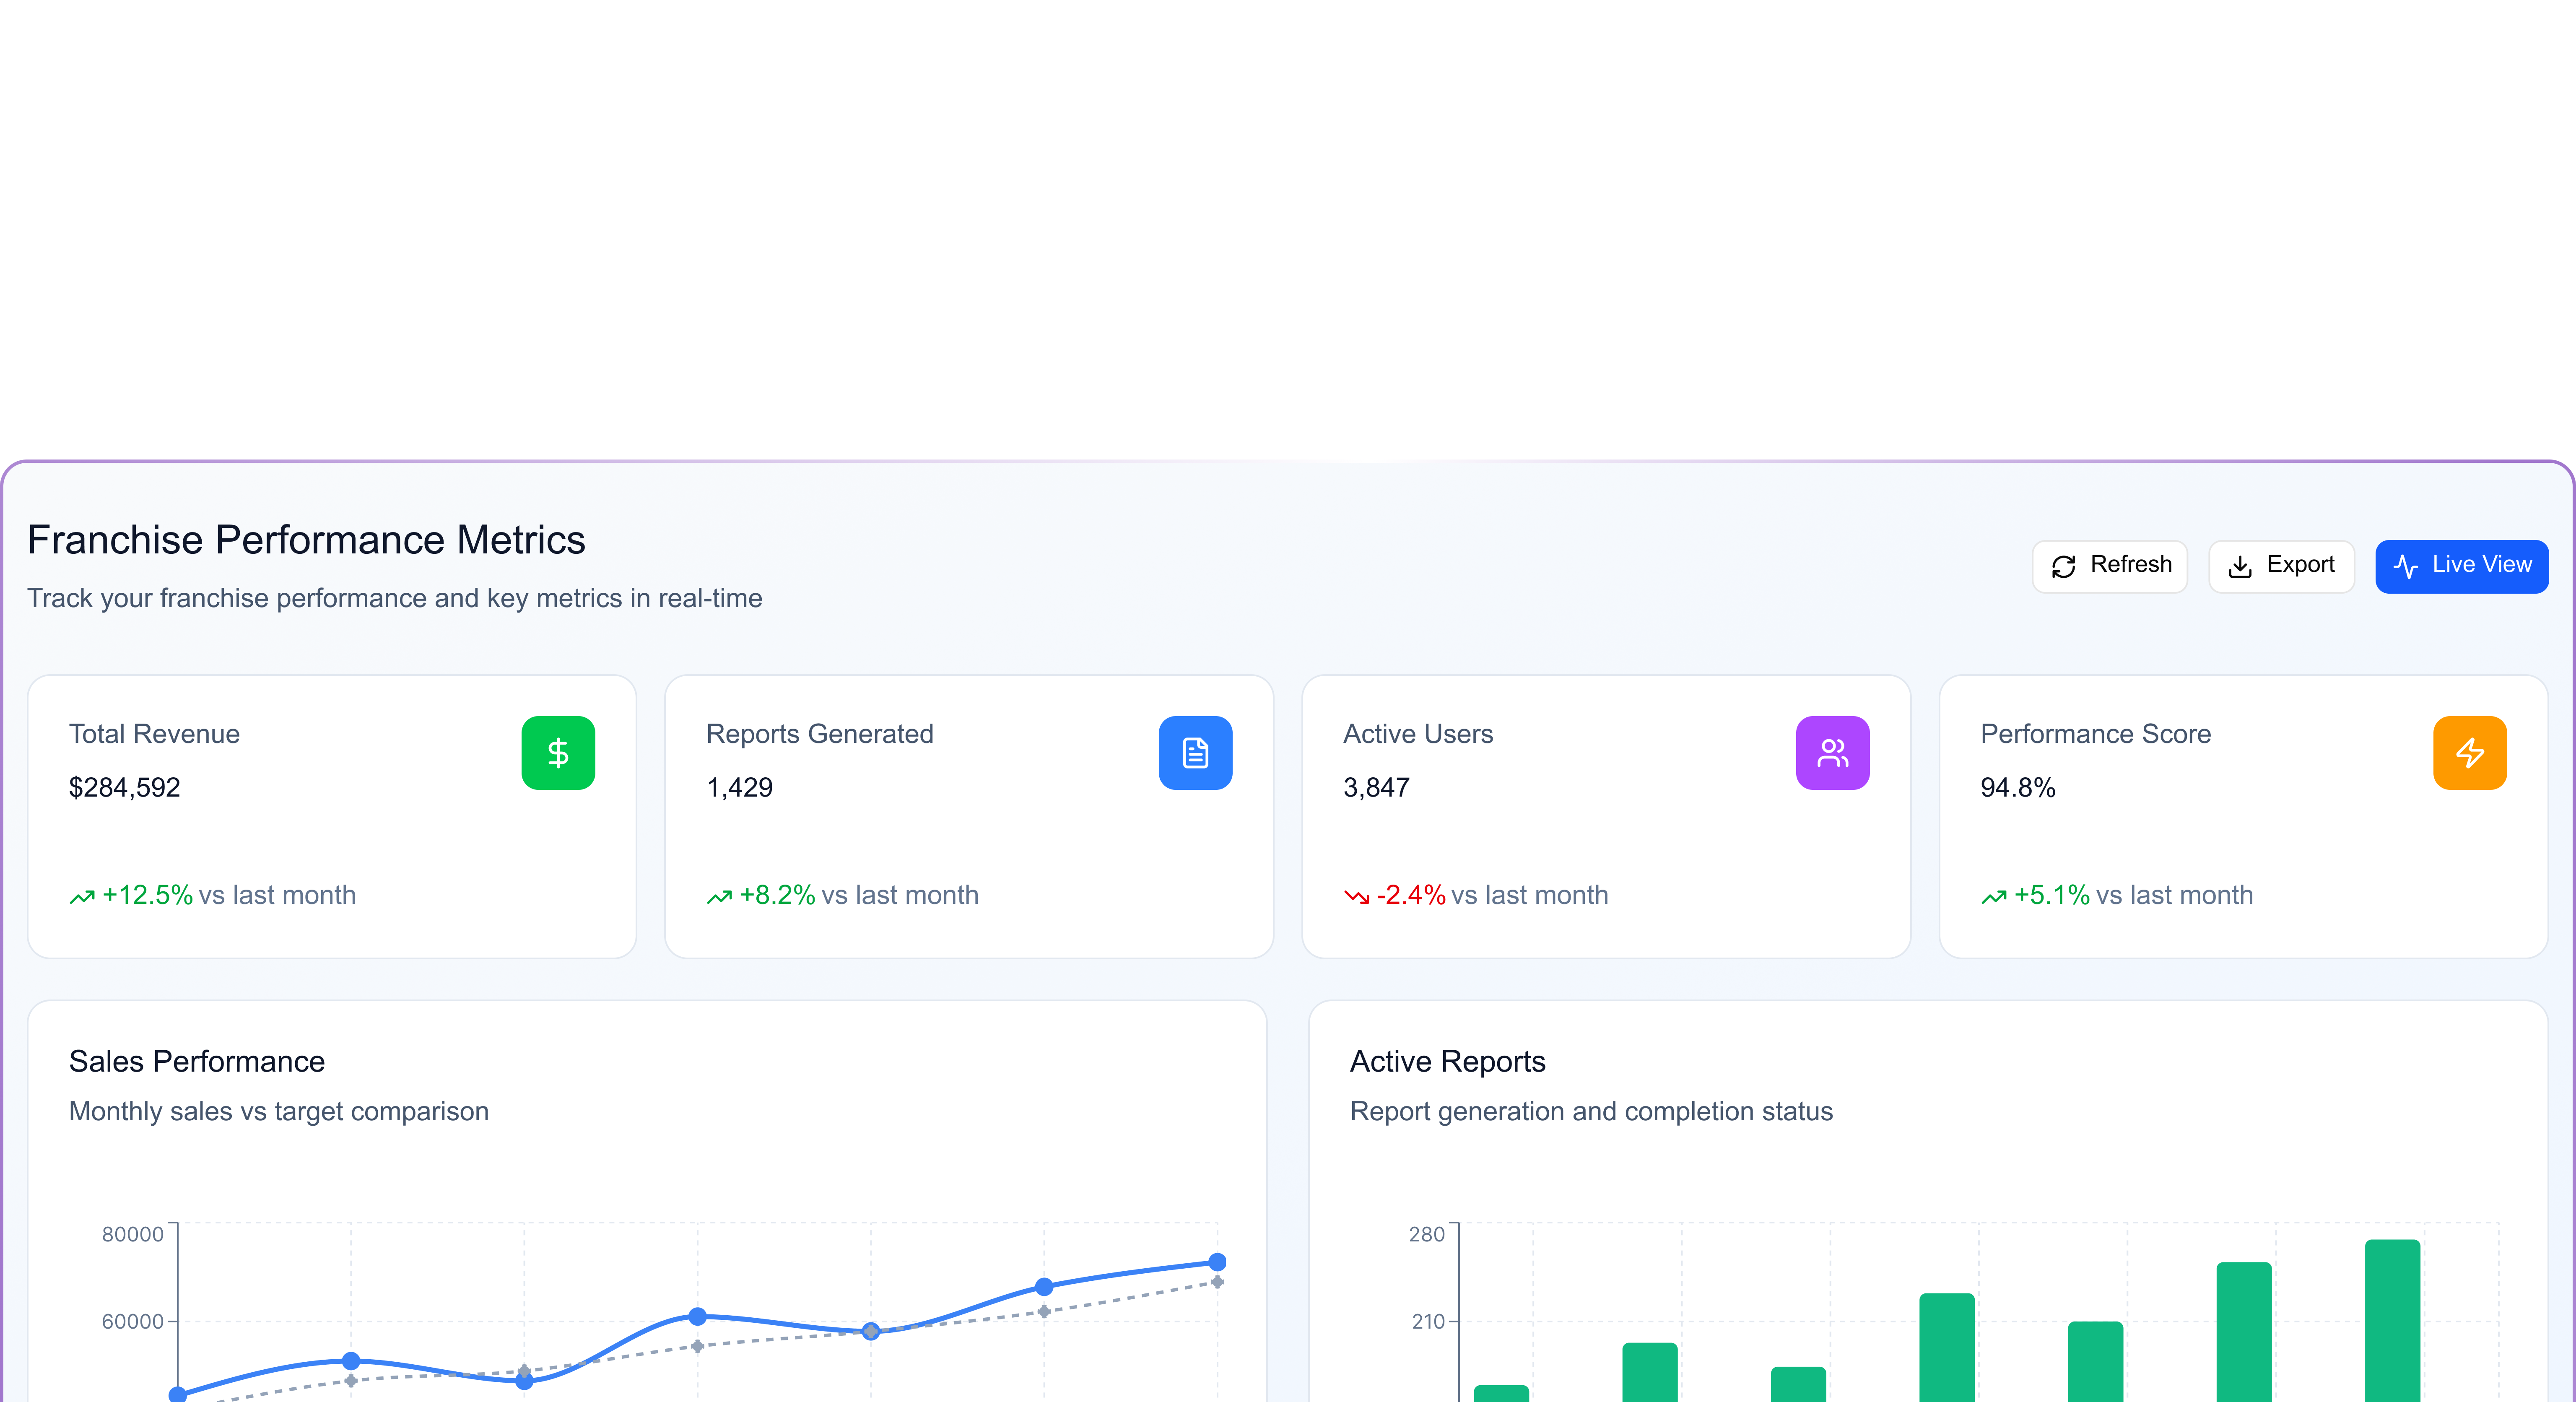 Franchise Performance Metrics
Track your franchise performance and key metrics in real-time
Refresh
Export
Live View
Total Revenue
$284,592
+12.5% vs last month
Reports Generated
1,429
+8.2% vs last month
Active Users
3,847
-2.4% vs last month
Performance Score
94.8%
+5.1% vs last month
Sales Performance
Monthly sales vs target comparison
80000
60000
Active Reports
Report generation and completion status
280
210